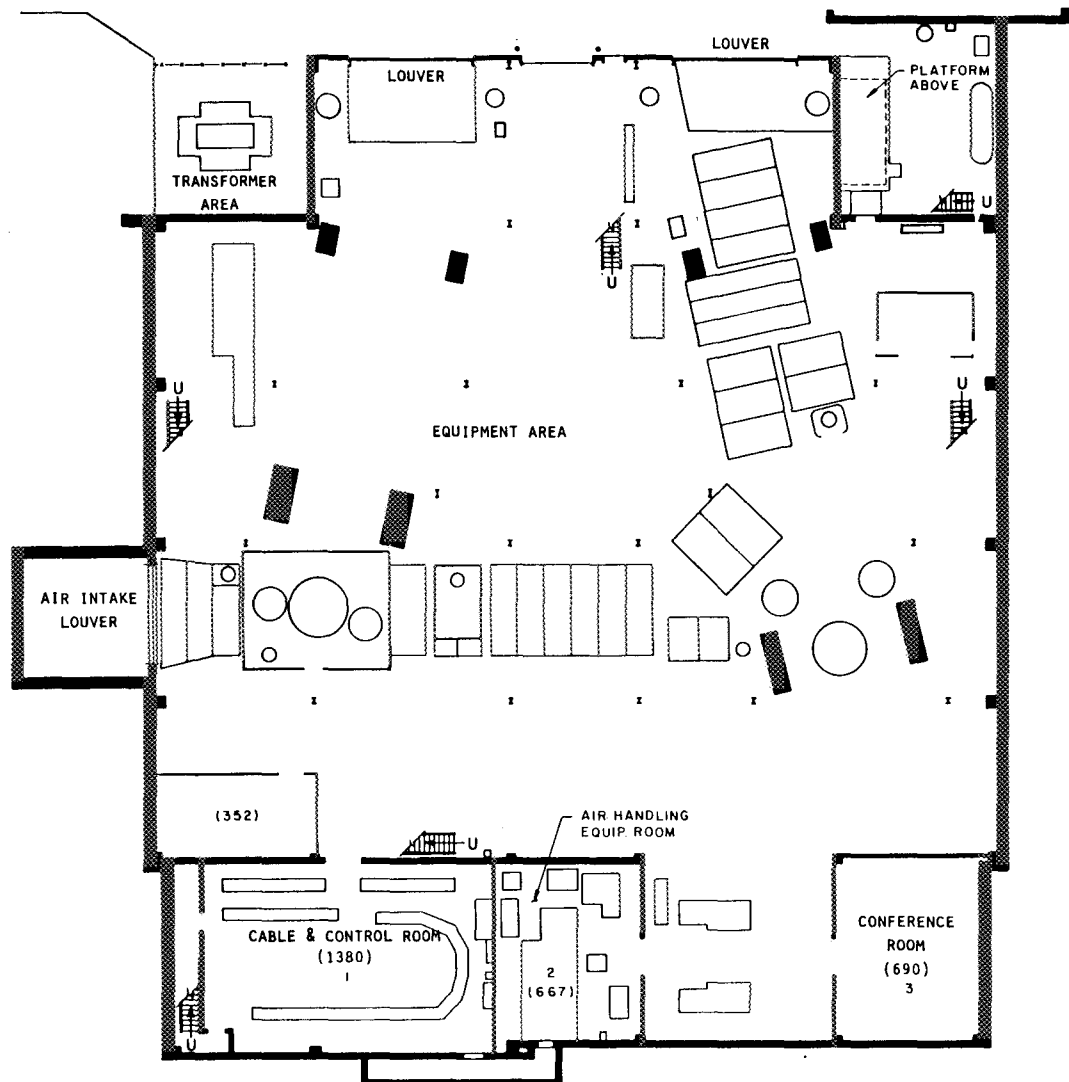 LOUVER
LOUVER
PLATFORM
ABOVE
TRANSFORMER
AREA
U
U
U
U
U
EQUIPMENT AREA
AIR INTAKE
LOUVER
(352)
AIR HANDLING
EQUIP. ROOM
U
CABLE & CONTROL ROOM
(1380)
1
2
(667)
CONFERENCE
ROOM
(690)
3
U